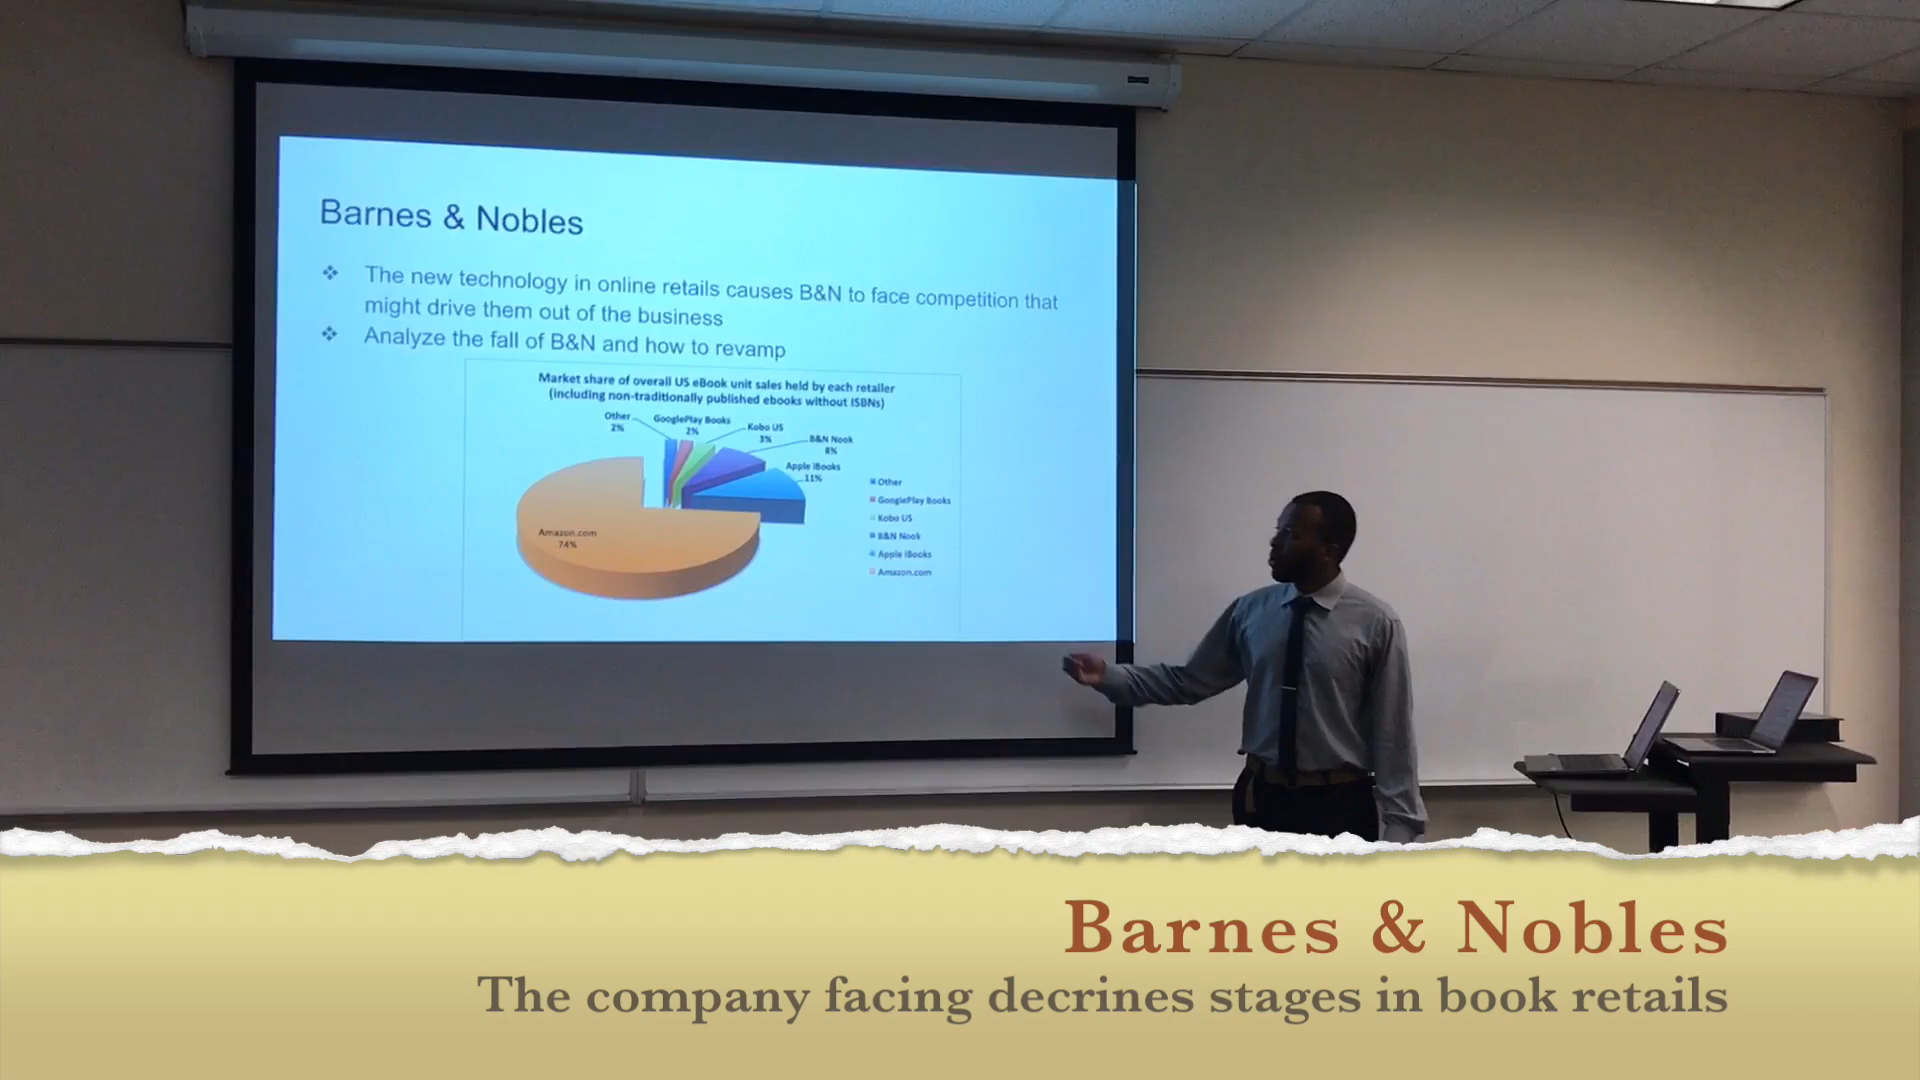 Barnes & Nobles
The new technology in online retails causes B&N to face competition that
might drive them out of the business
Analyze the fall of B&N and how to revamp
Market share of overall US eBook unit sales held by each retailer
(including non-traditionally published ebooks without ISBNs)
Other
2%
GooglePlay Books
2%
Kobo US
3%
B&N Nook
8%
Apple iBooks
11%
Amazon.com
74%
Other
GooglePlay Books
Kobo US
B&N Nook
Apple iBooks
Amazon.com
Barnes & Nobles
The company facing decrines stages in book retails